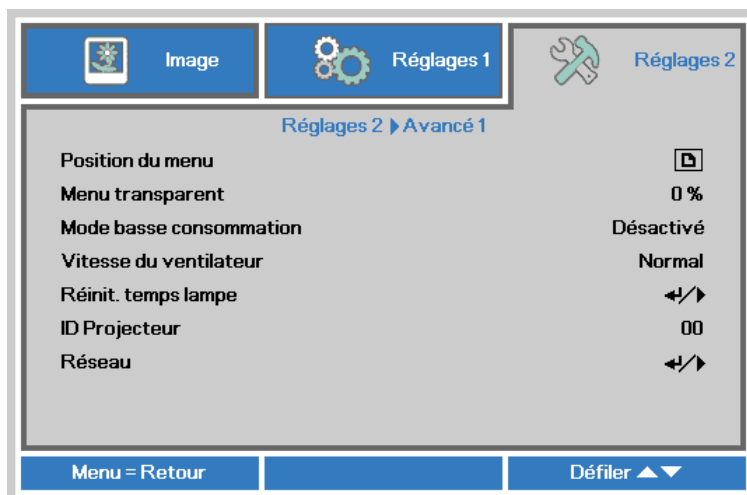 Image
Réglages 1
Réglages 2
Réglages 2 Avancé 1
Position du menu
Menu transparent 0 %
Mode basse consommation Désactivé
Vitesse du ventilateur Normal
Réinit. temps lampe
ID Projecteur 00
Réseau
Menu = Retour
Défiler